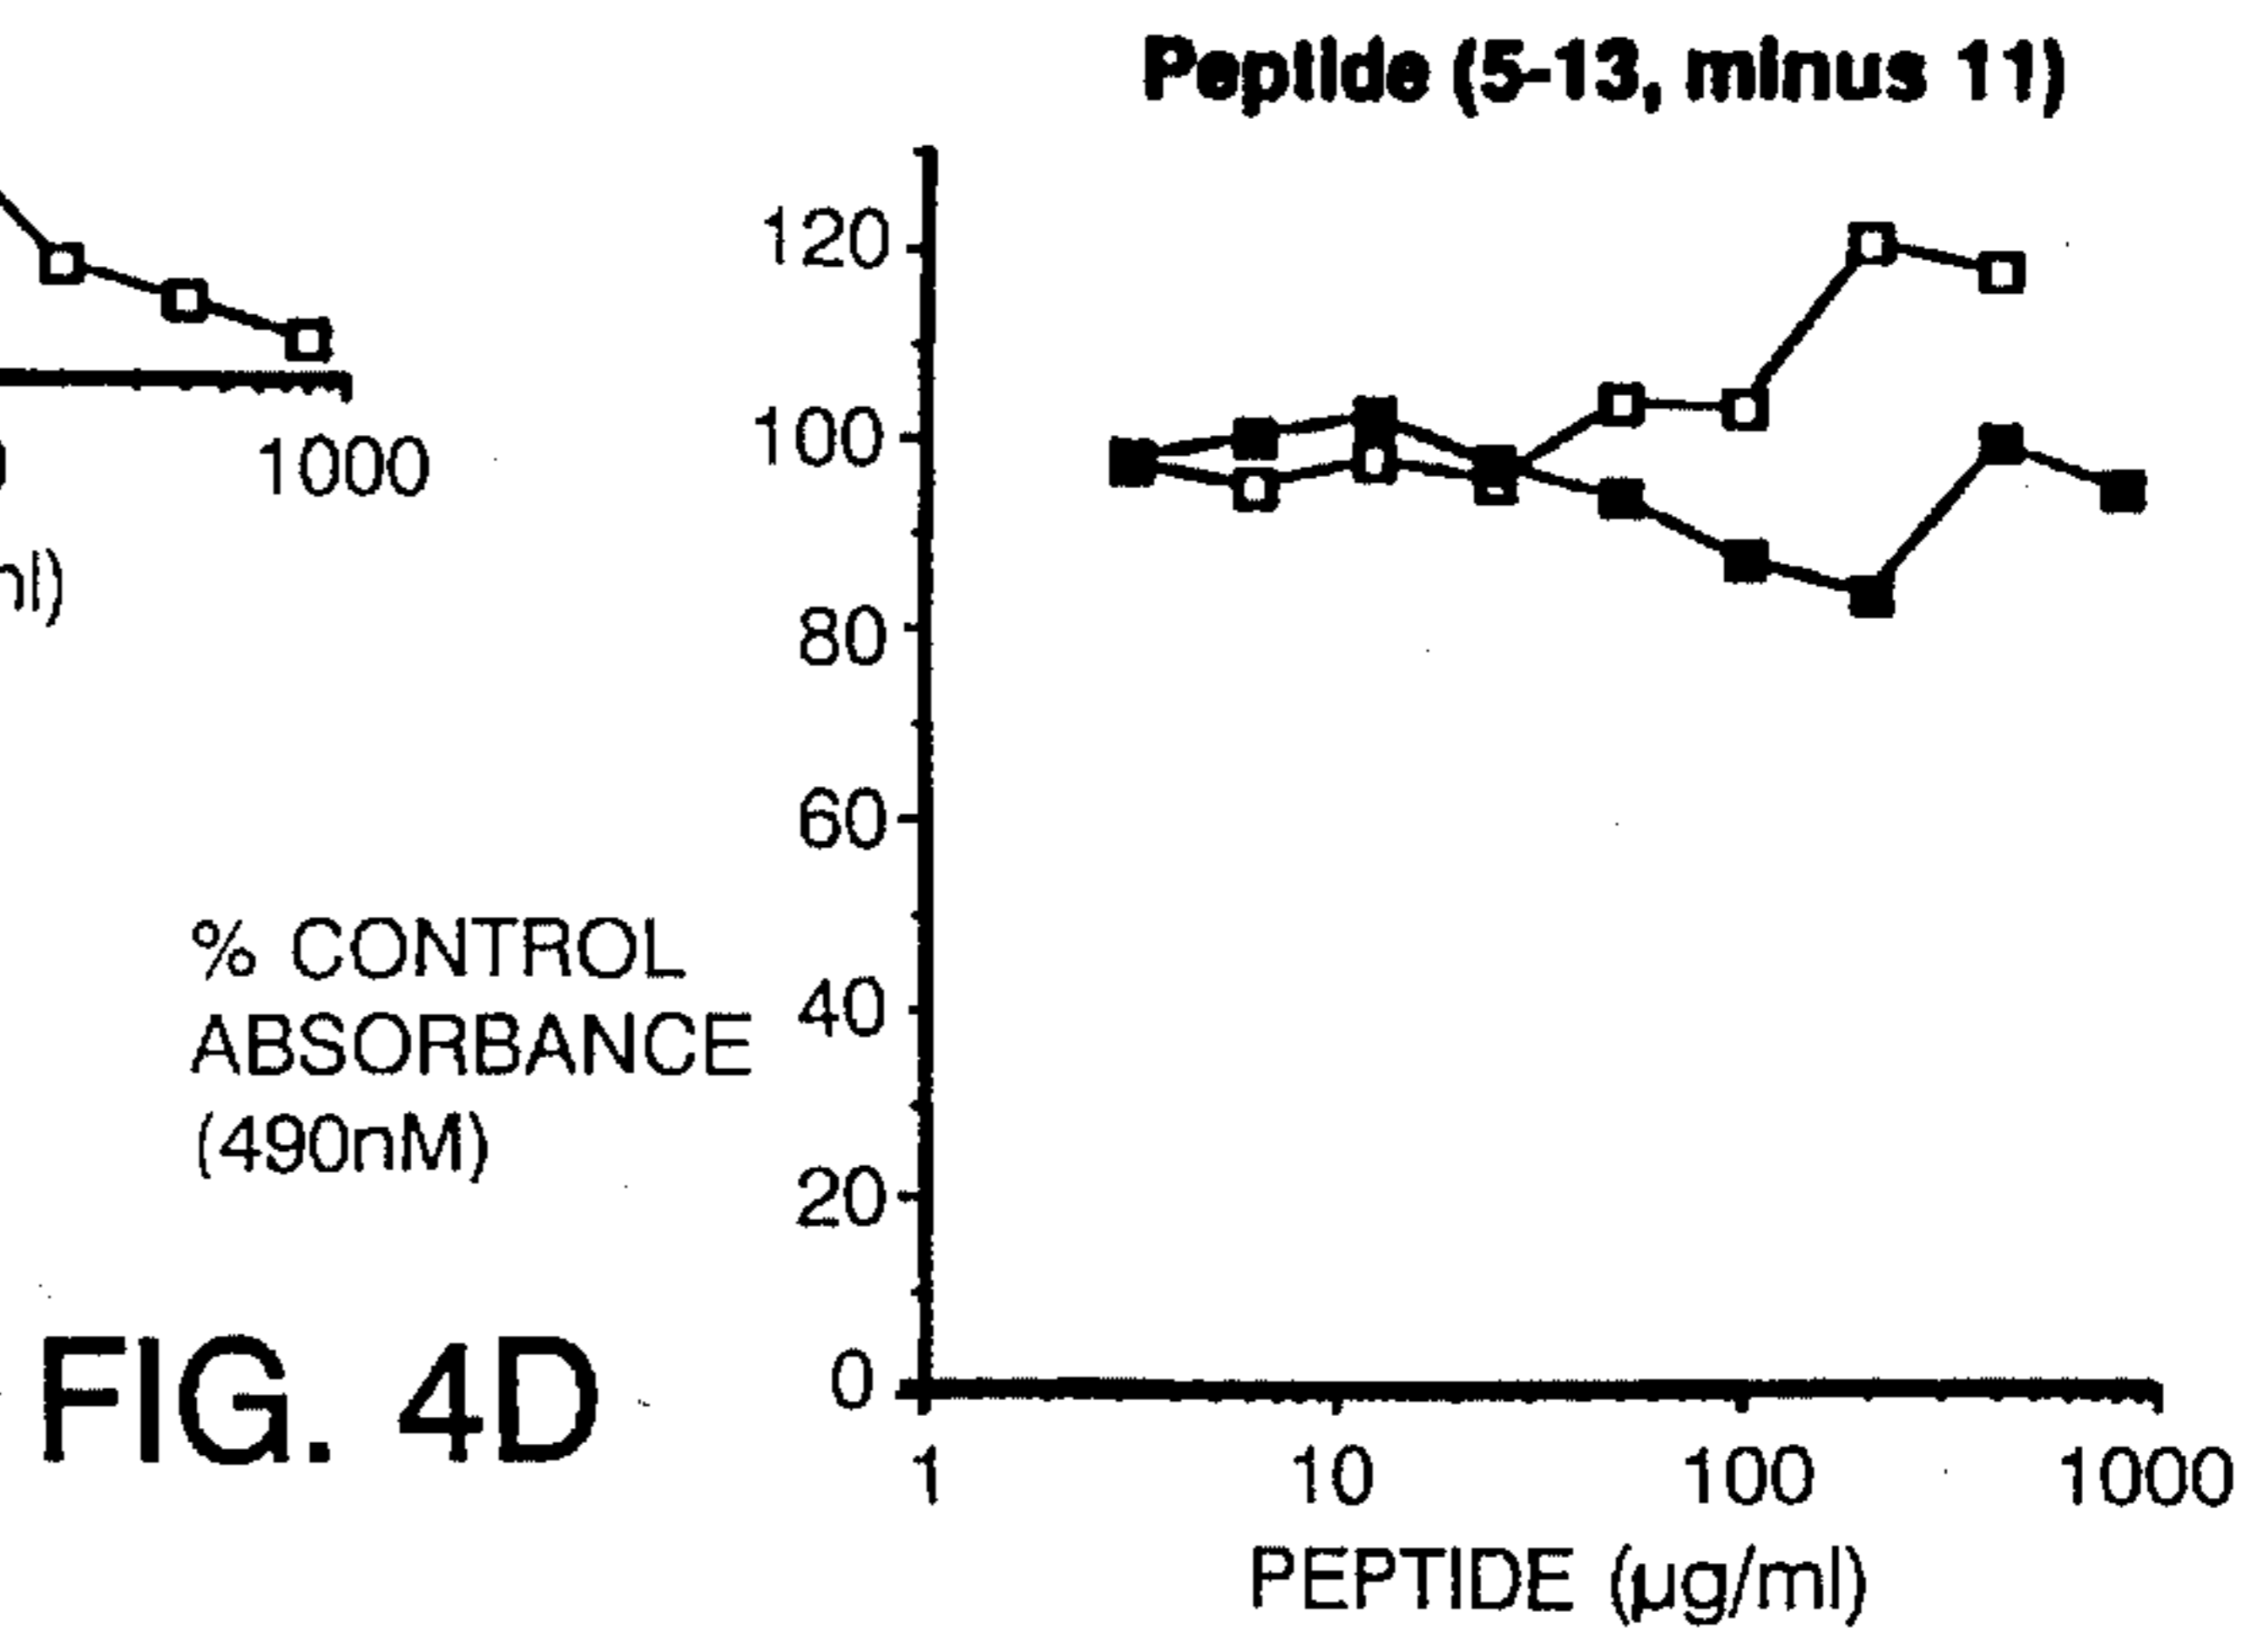 Peptide (5-13, minus 11)
120
100
80
60
40
20
0
1 10 100 1000
PEPTIDE (µg/ml)
% CONTROL
ABSORBANCE
(490nM)
FIG. 4D
1000